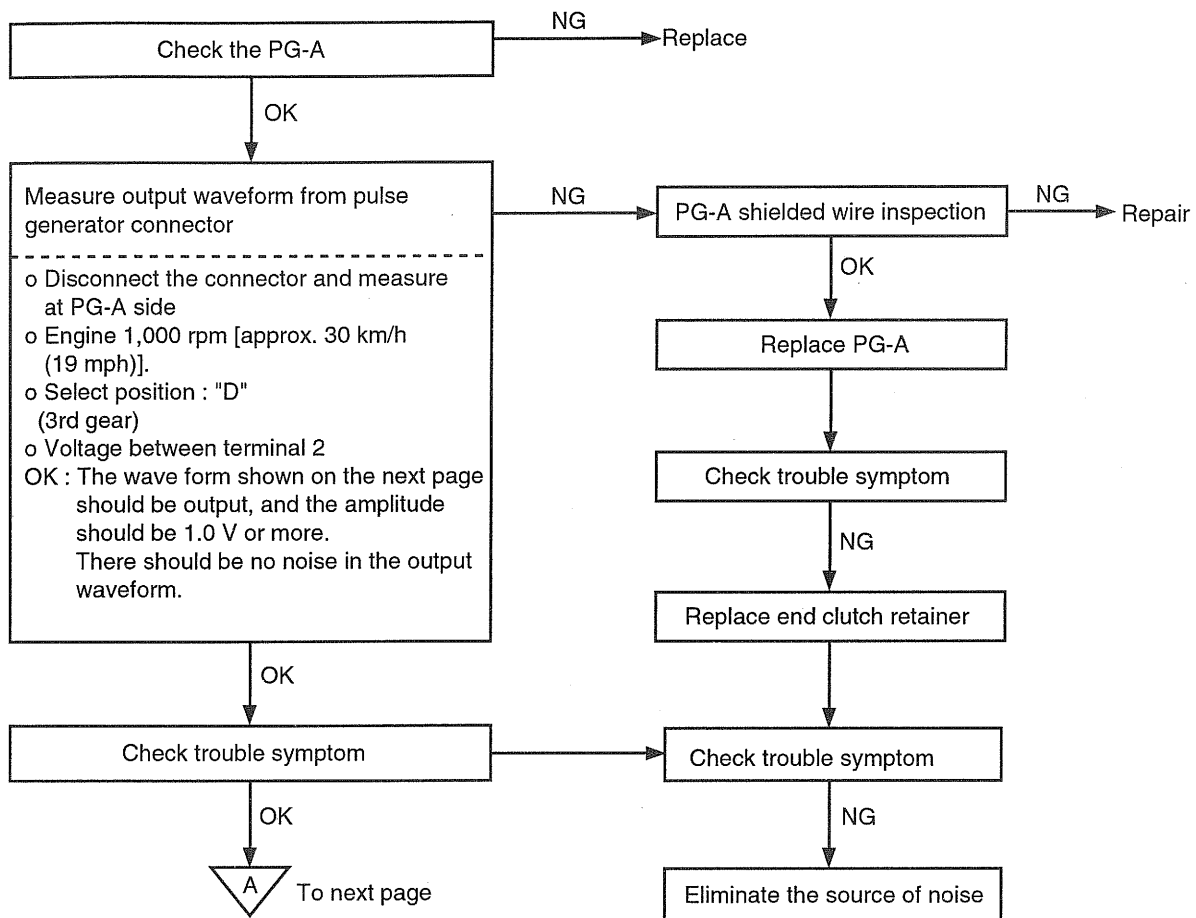 Check the PG-A
NG
Replace
OK
Measure output waveform from pulse
generator connector
o Disconnect the connector and measure
at PG-A side
o Engine 1,000 rpm [approx. 30 km/h
(19 mph)].
o Select position : "D"
(3rd gear)
o Voltage between terminal 2
OK : The wave form shown on the next page
should be output, and the amplitude
should be 1.0 V or more.
There should be no noise in the output
waveform.
NG
PG-A shielded wire inspection
NG
Repair
OK
Replace PG-A
Check trouble symptom
NG
Replace end clutch retainer
OK
Check trouble symptom
Check trouble symptom
OK
NG
A
To next page
Eliminate the source of noise